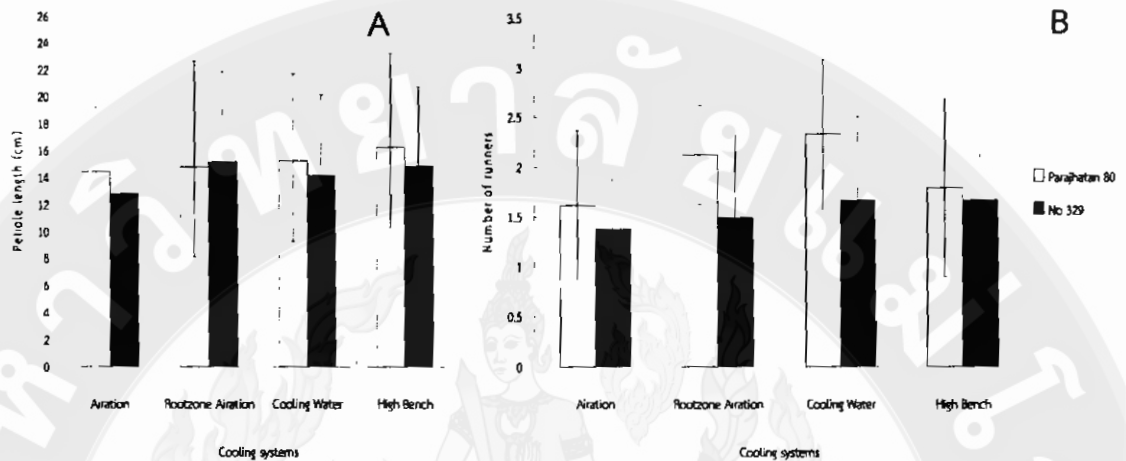 A
26
24
22
20
18
16
14
12
10
8
6
4
2
0
Petiole length (cm)
Airation
Rootzone Airation
Cooling Water
High Bench
Cooling systems
B
3.5
3
2.5
2
1.5
1
0.5
0
Number of runners
Airation
Rootzone Airation
Cooling Water
High Bench
Cooling systems
Parajhatan 80
No 329